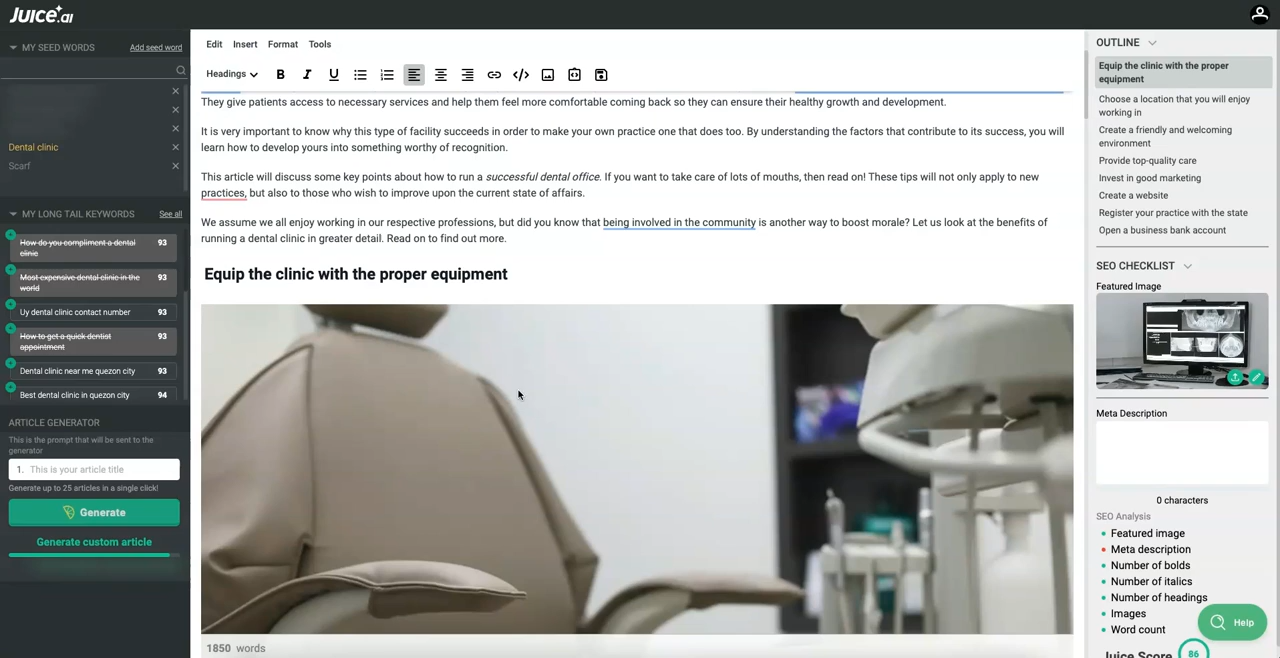 Juice.ai
MY SEED WORDS
Add seed word
Dental clinic
Scarf
MY LONG TAIL KEYWORDS
See all
How do you compliment a dental
clinic
93
Most expensive dental clinic in the
world
93
Uy dental clinic contact number
93
How to get a quick dentist
appointment
93
Dental clinic near me quezon city
93
Best dental clinic in quezon city
94
ARTICLE GENERATOR
This is the prompt that will be sent to the
generator
1. This is your article title
Generate up to 25 articles in a single click!
Generate
Generate custom article
Edit Insert Format Tools
Headings B I U
They give patients access to necessary services and help them feel more comfortable coming back so they can ensure their healthy growth and development.
It is very important to know why this type of facility succeeds in order to make your own practice one that does too. By understanding the factors that contribute to its success, you will
learn how to develop yours into something worthy of recognition.
This article will discuss some key points about how to run a successful dental office. If you want to take care of lots of mouths, then read on! These tips will not only apply to new
practices, but also to those who wish to improve upon the current state of affairs.
We assume we all enjoy working in our respective professions, but did you know that being involved in the community is another way to boost morale? Let us look at the benefits of
running a dental clinic in greater detail. Read on to find out more.
Equip the clinic with the proper equipment
1850 words
OUTLINE
Equip the clinic with the proper
equipment
Choose a location that you will enjoy
working in
Create a friendly and welcoming
environment
Provide top-quality care
Invest in good marketing
Create a website
Register your practice with the state
Open a business bank account
SEO CHECKLIST
Featured Image
Meta Description
0 characters
SEO Analysis
Featured image
Meta description
Number of bolds
Number of italics
Number of headings
Images
Word count
Help
Juice Score 86